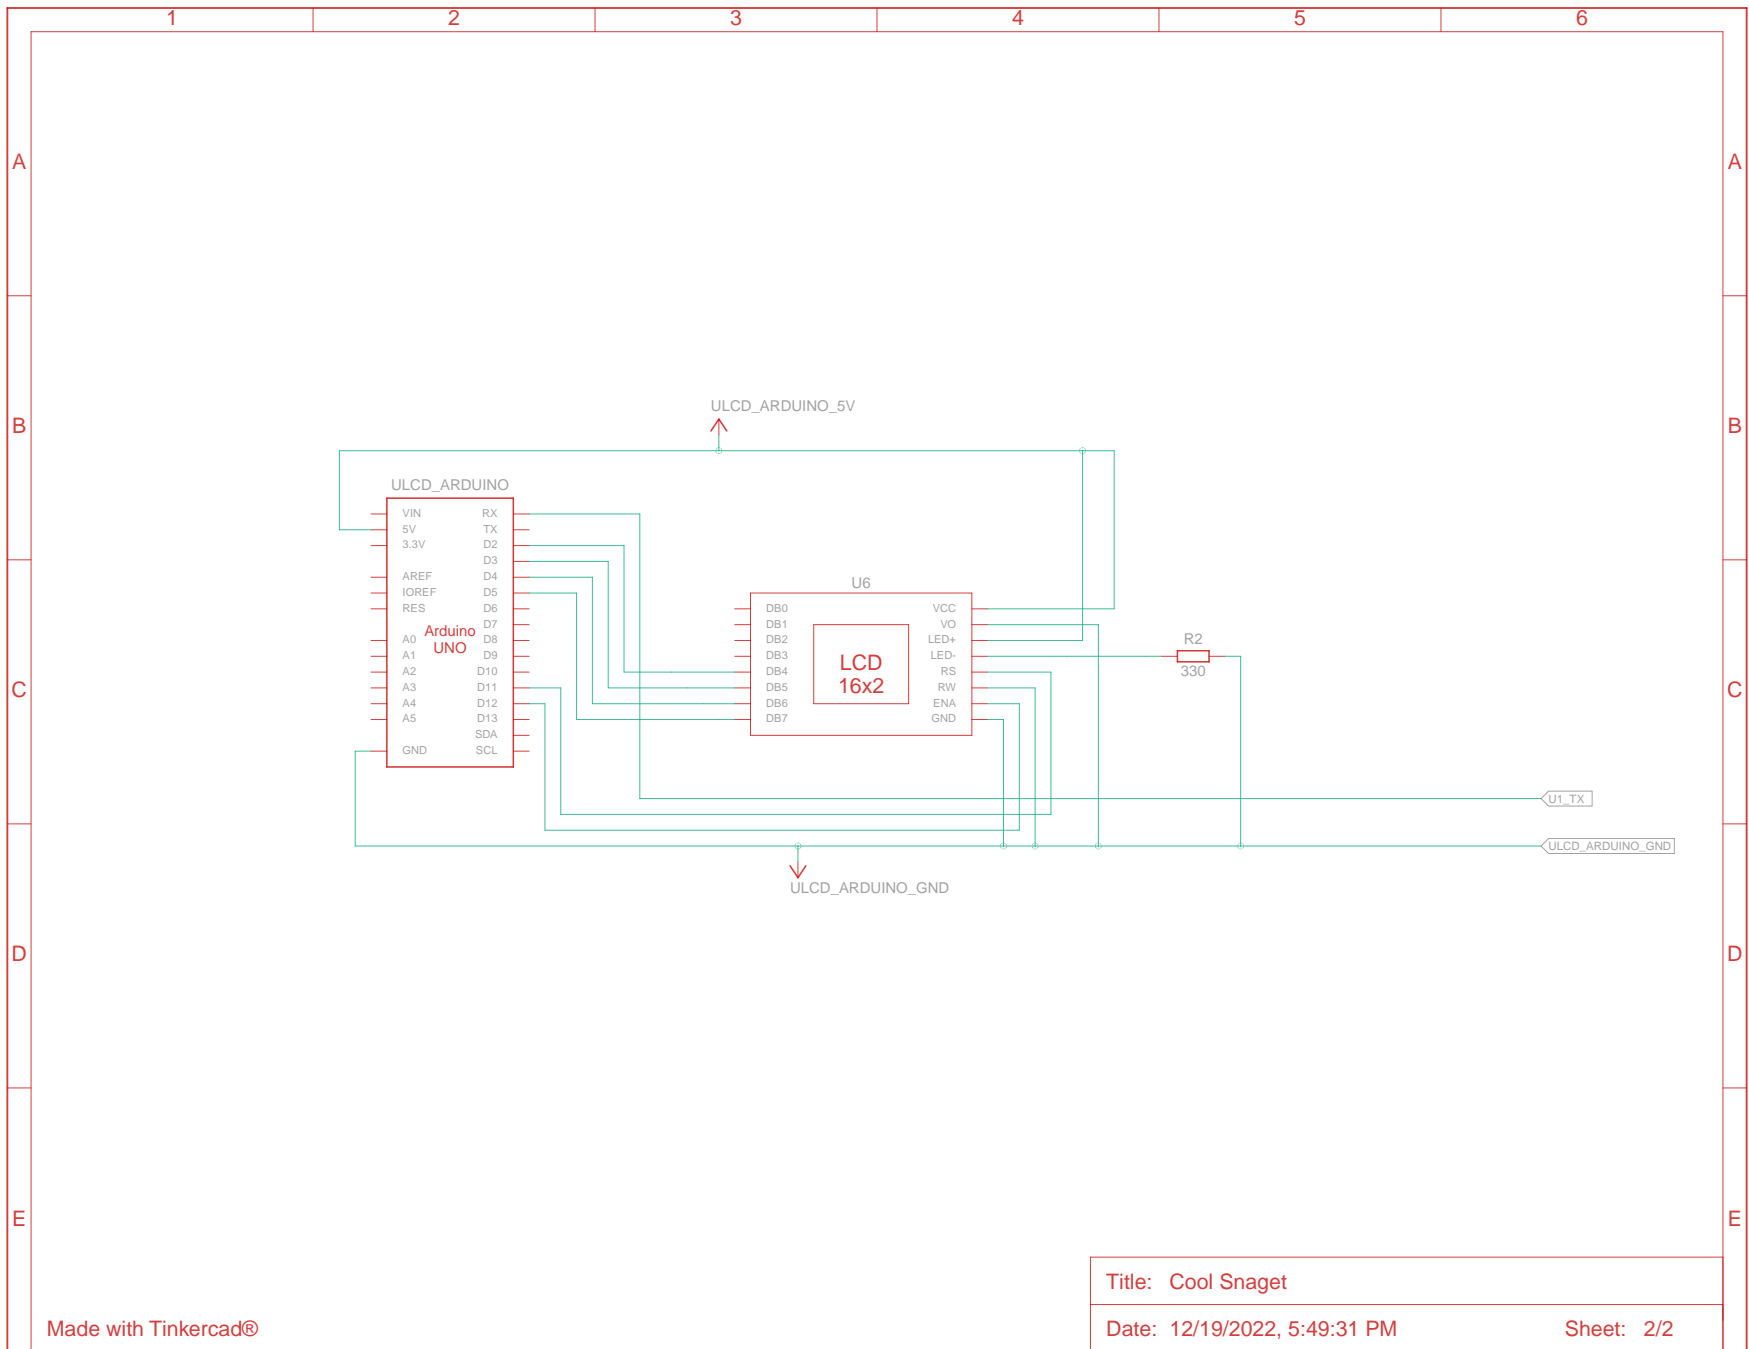 1 2 3 4 5 6
A A
B B
C C
D D
E E
ULCD_ARDUINO_5V
ULCD_ARDUINO
VIN RX
5V TX
3.3V D2
D3
AREF D4
IOREF D5
RES D6
D7
A0 D8
A1 D9
A2 D10
A3 D11
A4 D12
A5 D13
SDA
GND SCL
Arduino
UNO
U6
DB0 VCC
DB1 VO
DB2 LED+
DB3 LED-
DB4 RS
DB5 RW
DB6 ENA
DB7 GND
LCD
16x2
R2
330
U1_TX
ULCD_ARDUINO_GND
ULCD_ARDUINO_GND
Title: Cool Snaget
Made with Tinkercad®
Date: 12/19/2022, 5:49:31 PM Sheet: 2/2